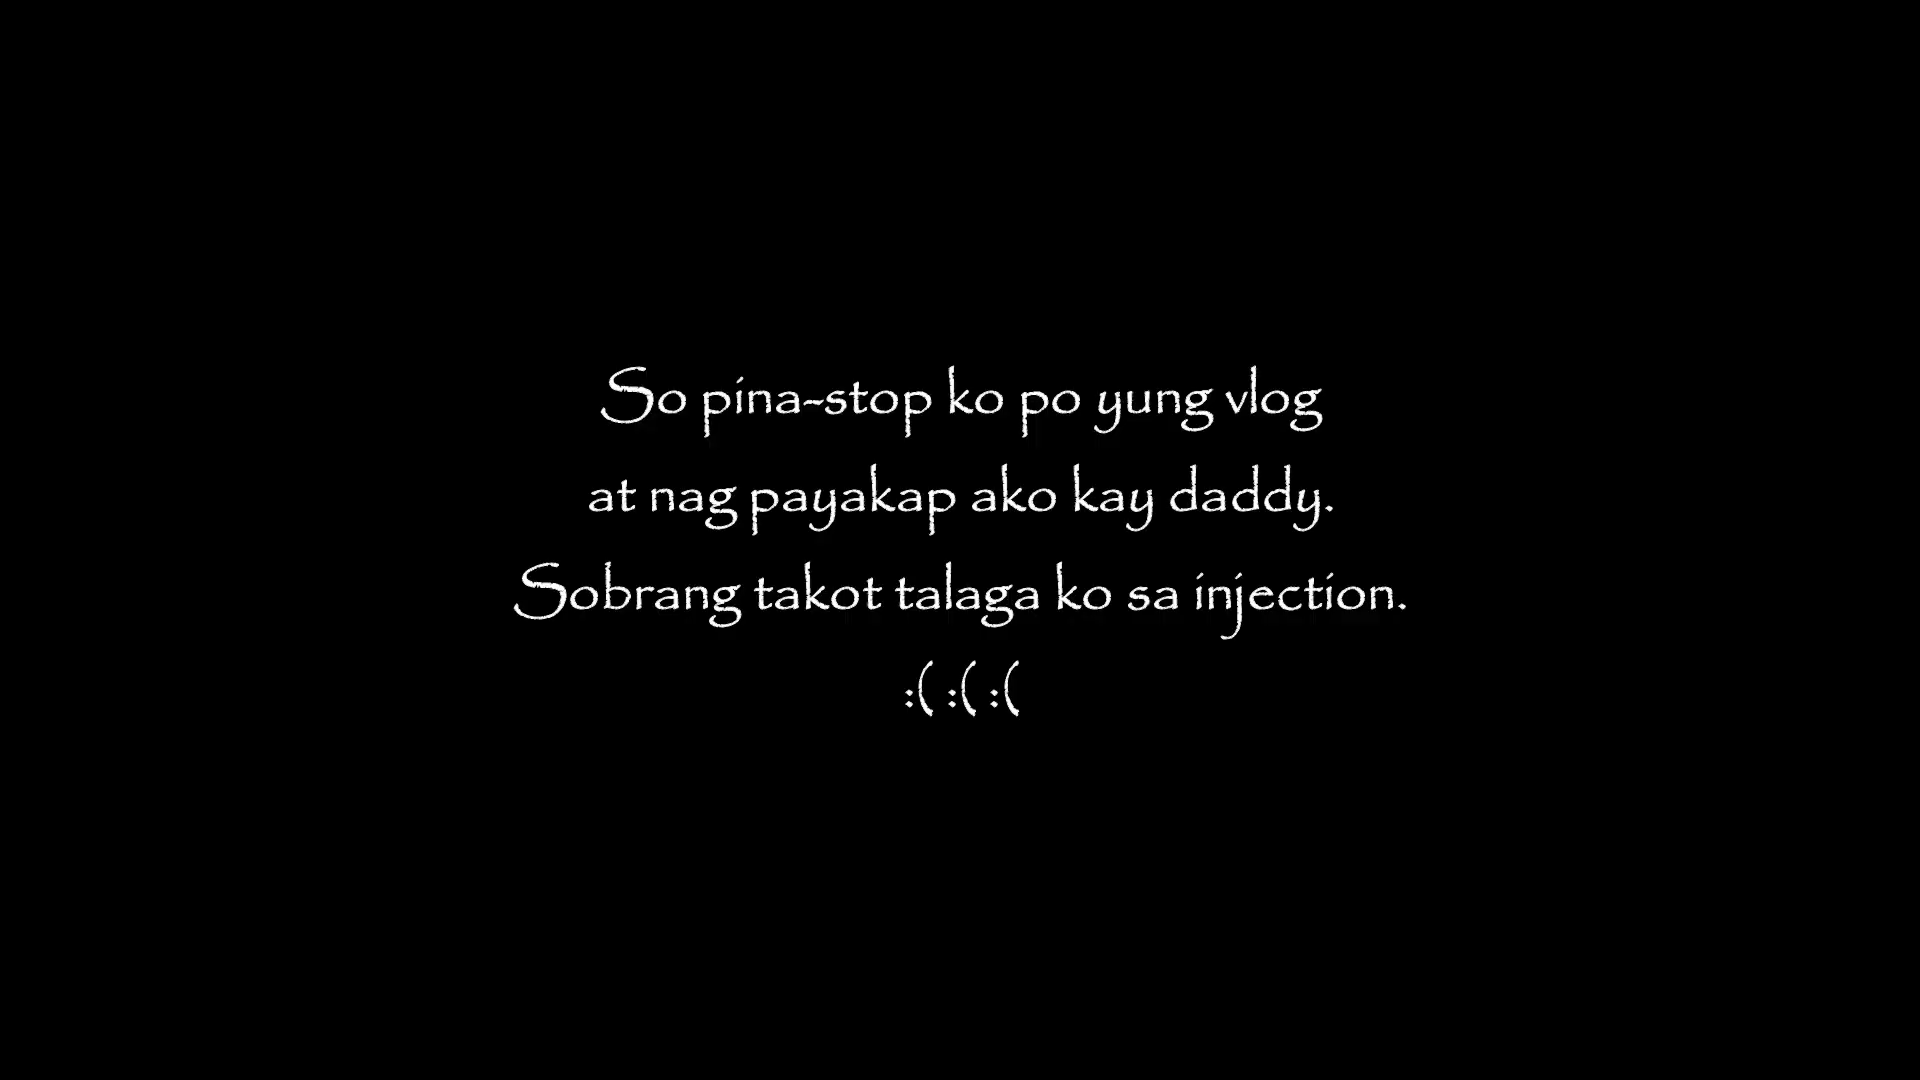 So pina-stop ko po yung vlog
at nag payakap ako kay daddy.
Sobrang takot talaga ko sa injection.
:( :( :(